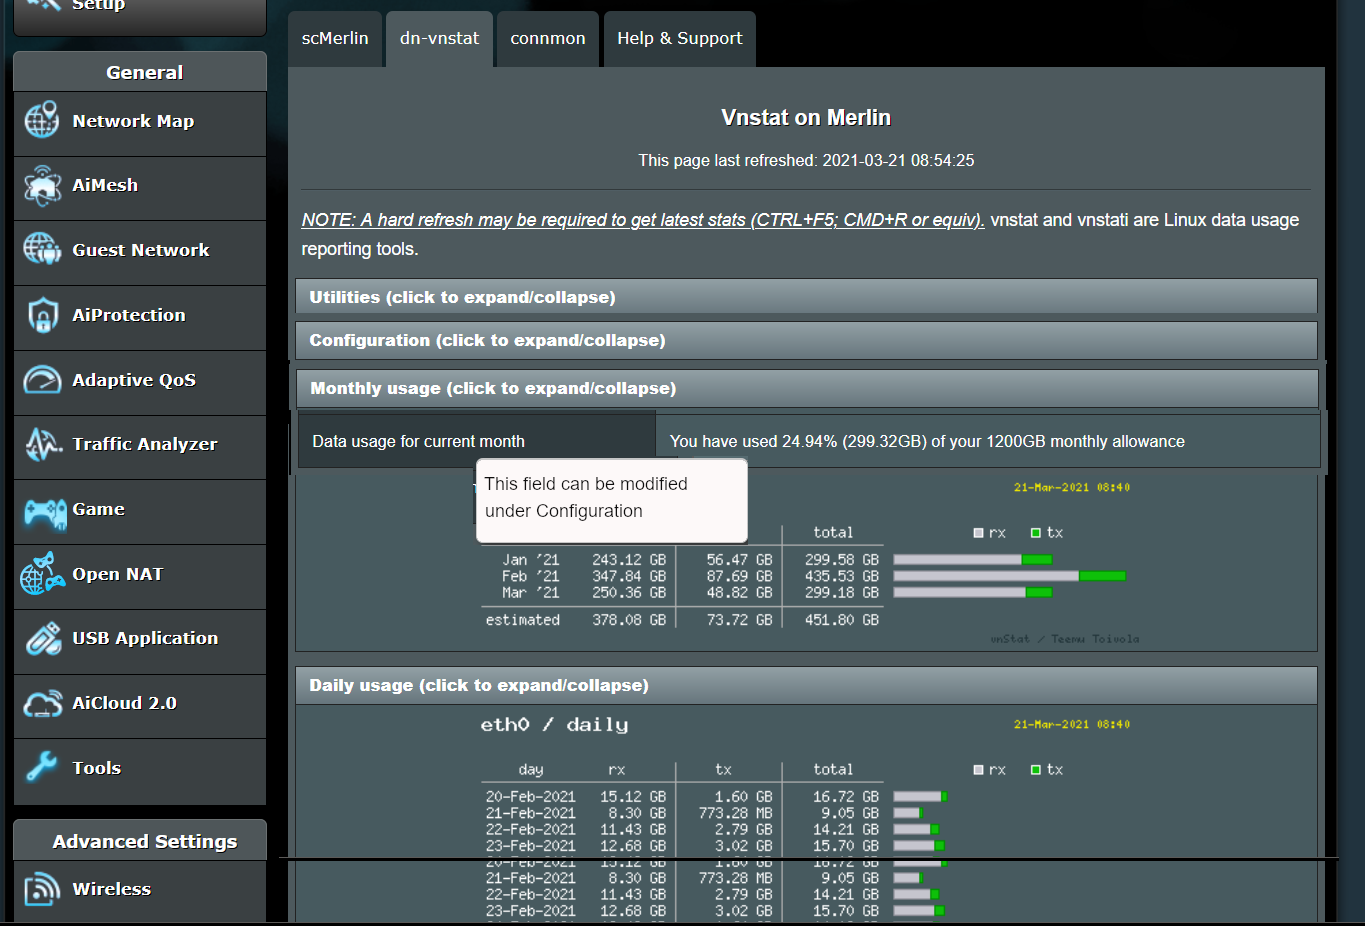 Setup
General
Network Map
AiMesh
Guest Network
AiProtection
Adaptive QoS
Traffic Analyzer
Game
Open NAT
USB Application
AiCloud 2.0
Tools
Advanced Settings
Wireless
scMerlin dn-vnstat connmon Help & Support
Vnstat on Merlin
This page last refreshed: 2021-03-21 08:54:25
NOTE: A hard refresh may be required to get latest stats (CTRL+F5; CMD+R or equiv). vnstat and vnstati are Linux data usage
reporting tools.
Utilities (click to expand/collapse)
Configuration (click to expand/collapse)
Monthly usage (click to expand/collapse)
Data usage for current month You have used 24.94% (299.32GB) of your 1200GB monthly allowance
This field can be modified
under Configuration
21-Mar-2021 08:40
total rx tx
Jan '21 243.12 GB 56.47 GB 299.58 GB
Feb '21 347.84 GB 87.69 GB 435.53 GB
Mar '21 250.36 GB 48.82 GB 299.18 GB
estimated 378.08 GB 73.72 GB 451.80 GB
vnStat / Teemu Toivola
Daily usage (click to expand/collapse)
eth0 / daily 21-Mar-2021 08:40
day rx tx total rx tx
20-Feb-2021 15.12 GB 1.60 GB 16.72 GB
21-Feb-2021 8.30 GB 773.28 MB 9.05 GB
22-Feb-2021 11.43 GB 2.79 GB 14.21 GB
23-Feb-2021 12.68 GB 3.02 GB 15.70 GB
20-Feb-2021 15.12 GB 1.60 GB 16.72 GB
21-Feb-2021 8.30 GB 773.28 MB 9.05 GB
22-Feb-2021 11.43 GB 2.79 GB 14.21 GB
23-Feb-2021 12.68 GB 3.02 GB 15.70 GB